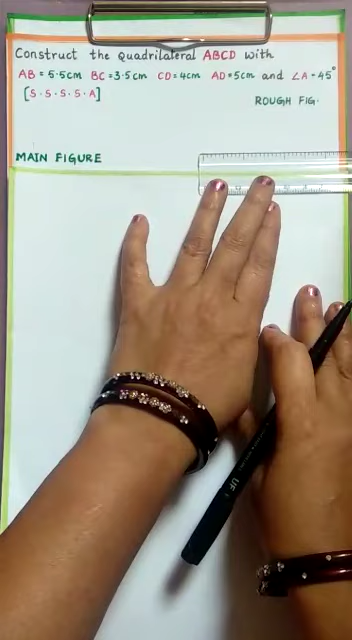 Construct the Quadrilateral ABCD with
AB = 5.5cm BC = 3.5cm CD = 4cm AD = 5cm and ∠A = 45°
[S.S.S.S.A]
ROUGH FIG.
MAIN FIGURE
UF